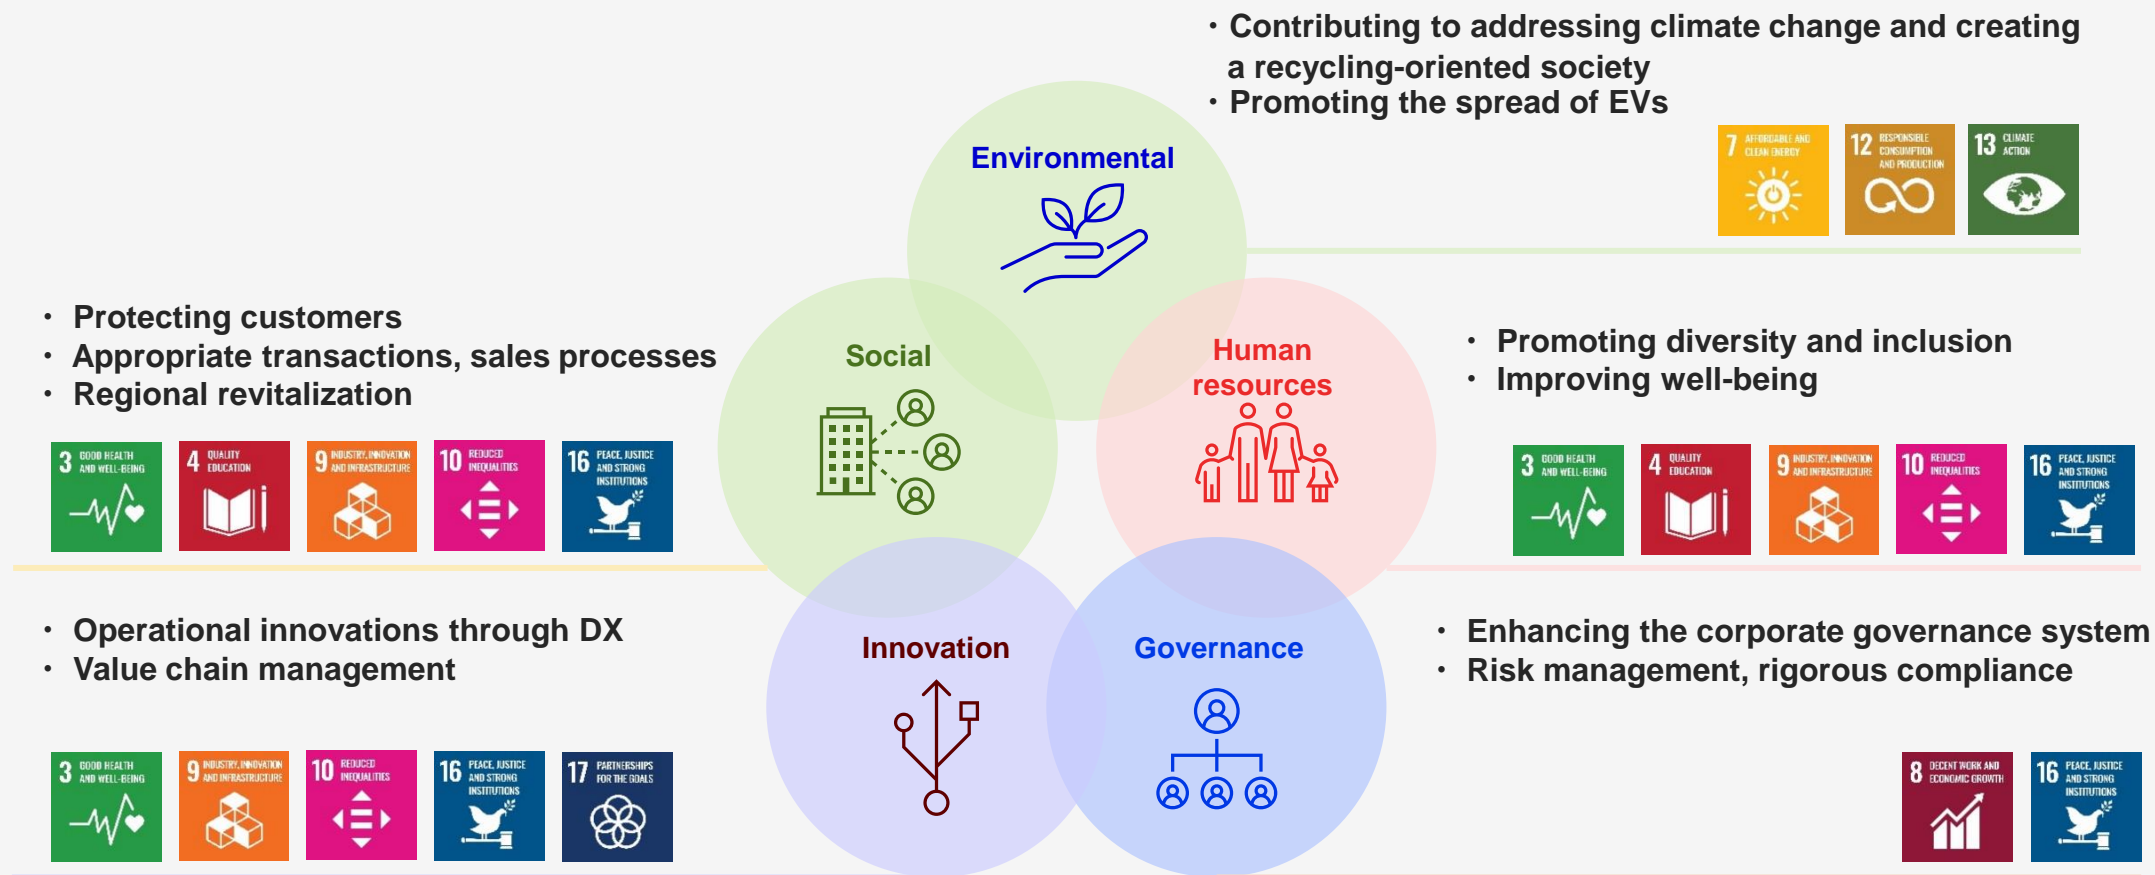 ・Contributing to addressing climate change and creating
a recycling-oriented society
・Promoting the spread of EVs
7 AFFORDABLE AND
CLEAN ENERGY
12 RESPONSIBLE
CONSUMPTION
AND PRODUCTION
13 CLIMATE
ACTION
Environmental
・ Protecting customers
・ Appropriate transactions, sales processes
・ Regional revitalization
3 GOOD HEALTH
AND WELL-BEING
4 QUALITY
EDUCATION
9 INDUSTRY, INNOVATION
AND INFRASTRUCTURE
10 REDUCED
INEQUALITIES
16 PEACE, JUSTICE
AND STRONG
INSTITUTIONS
Social
Human
resources
・ Promoting diversity and inclusion
・ Improving well-being
3 GOOD HEALTH
AND WELL-BEING
4 QUALITY
EDUCATION
9 INDUSTRY, INNOVATION
AND INFRASTRUCTURE
10 REDUCED
INEQUALITIES
16 PEACE, JUSTICE
AND STRONG
INSTITUTIONS
・ Operational innovations through DX
・ Value chain management
3 GOOD HEALTH
AND WELL-BEING
9 INDUSTRY, INNOVATION
AND INFRASTRUCTURE
10 REDUCED
INEQUALITIES
16 PEACE, JUSTICE
AND STRONG
INSTITUTIONS
17 PARTNERSHIPS
FOR THE GOALS
Innovation
Governance
・ Enhancing the corporate governance system
・ Risk management, rigorous compliance
8 DECENT WORK AND
ECONOMIC GROWTH
16 PEACE, JUSTICE
AND STRONG
INSTITUTIONS